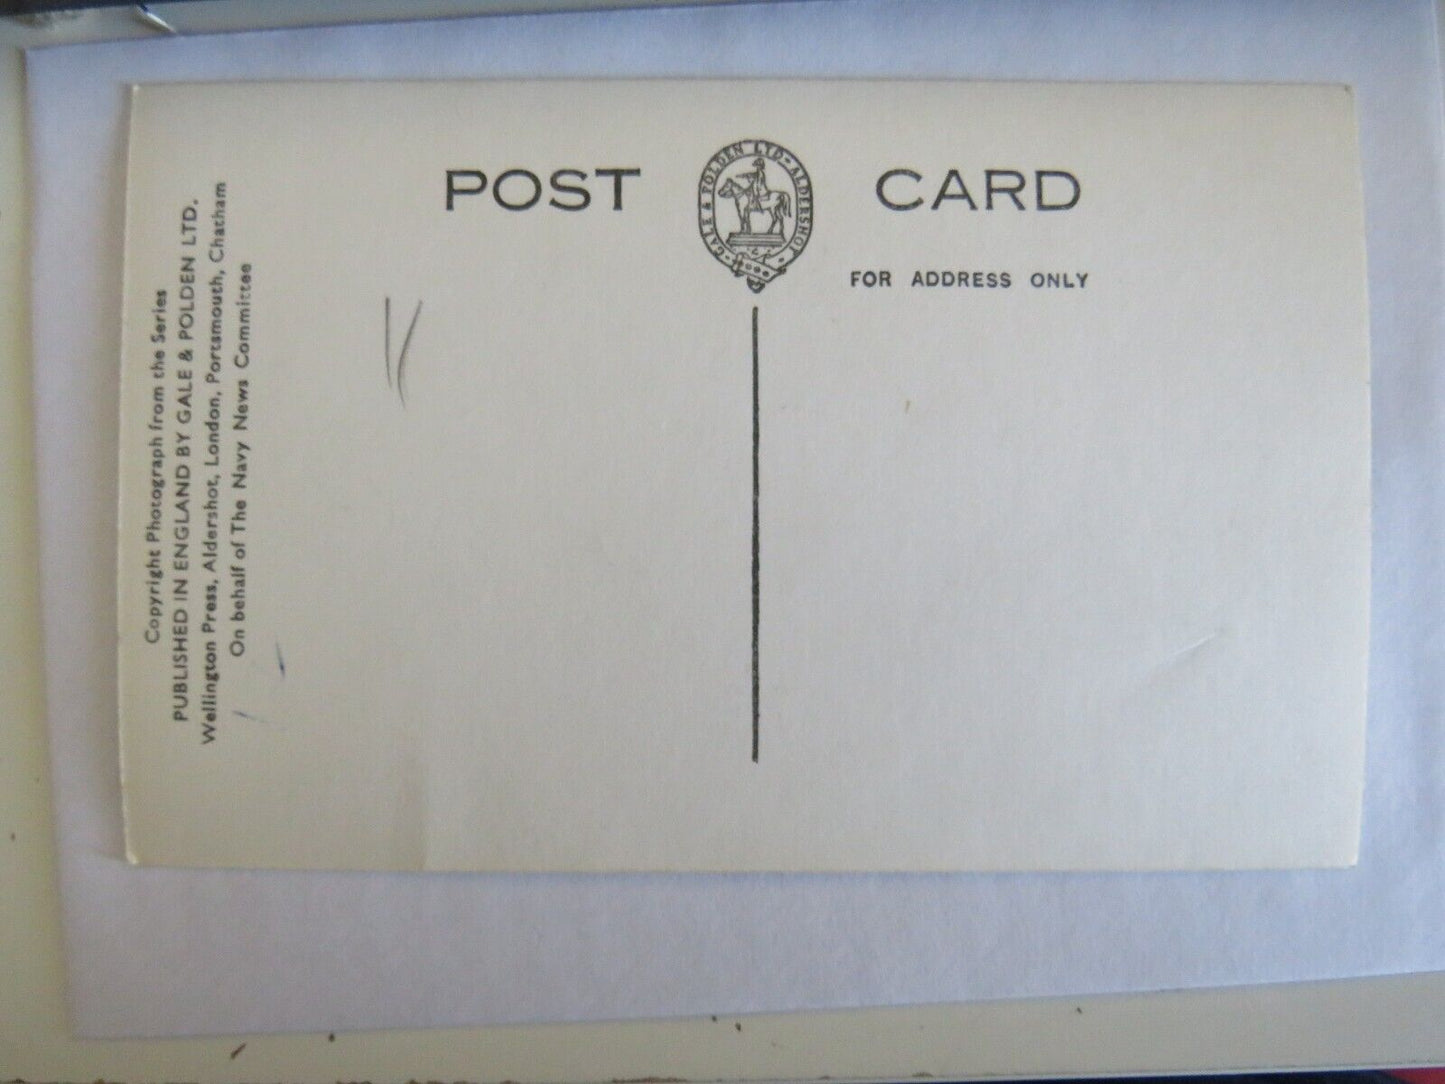 POST CARD
GALE & POLDEN LTD - ALDERSHOT
FOR ADDRESS ONLY
Copyright Photograph from the Series
PUBLISHED IN ENGLAND BY GALE & POLDEN LTD.
Wellington Press, Aldershot, London, Portsmouth, Chatham
On behalf of The Navy News Committee